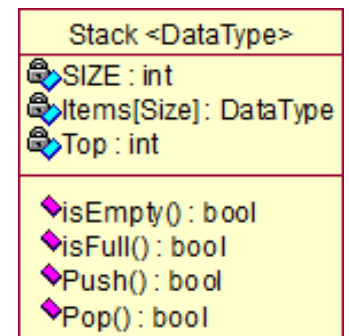 Stack <DataType>
SIZE : int
Items[Size] : DataType
Top : int
isEmpty() : bool
isFull() : bool
Push() : bool
Pop() : bool